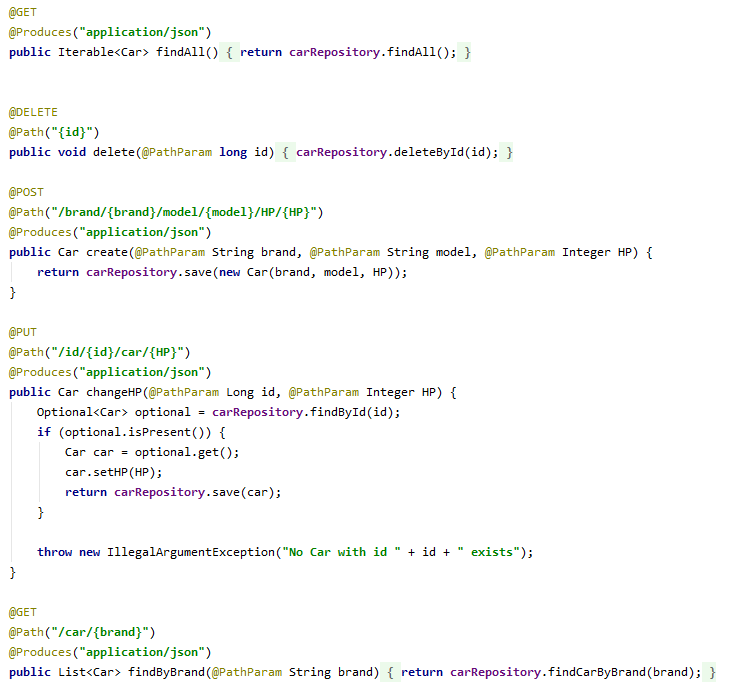 @GET
@Produces("application/json")
public Iterable<Car> findAll() { return carRepository.findAll(); }
@DELETE
@Path("{id}")
public void delete(@PathParam long id) { carRepository.deleteById(id); }
@POST
@Path("/brand/{brand}/model/{model}/HP/{HP}")
@Produces("application/json")
public Car create(@PathParam String brand, @PathParam String model, @PathParam Integer HP) {
    return carRepository.save(new Car(brand, model, HP));
}
@PUT
@Path("/id/{id}/car/{HP}")
@Produces("application/json")
public Car changeHP(@PathParam Long id, @PathParam Integer HP) {
    Optional<Car> optional = carRepository.findById(id);
    if (optional.isPresent()) {
        Car car = optional.get();
        car.setHP(HP);
        return carRepository.save(car);
    }
    throw new IllegalArgumentException("No Car with id " + id + " exists");
}
@GET
@Path("/car/{brand}")
@Produces("application/json")
public List<Car> findByBrand(@PathParam String brand) { return carRepository.findCarByBrand(brand); }